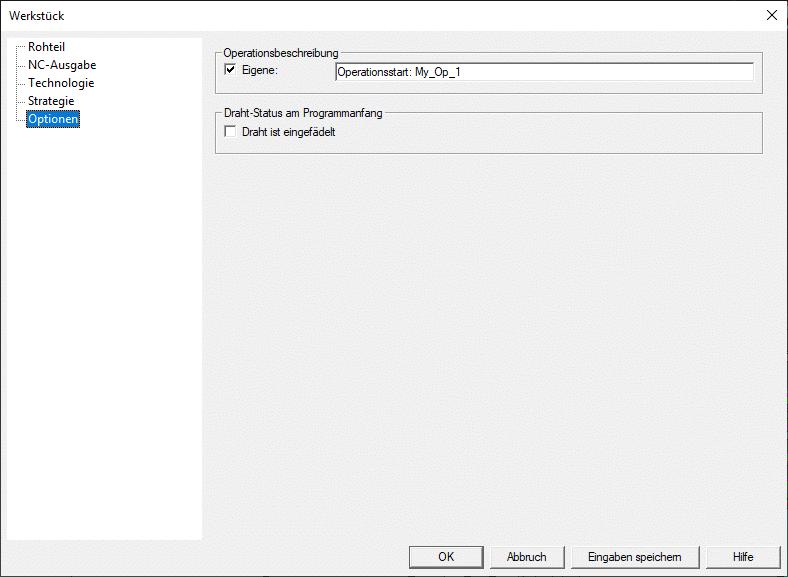 Werkstück
Rohteil
NC-Ausgabe
Technologie
Strategie
Optionen
Operationsbeschreibung
Eigene:
Operationsstart: My_Op_1
Draht-Status am Programmanfang
Draht ist eingefädelt
OK
Abbruch
Eingaben speichern
Hilfe